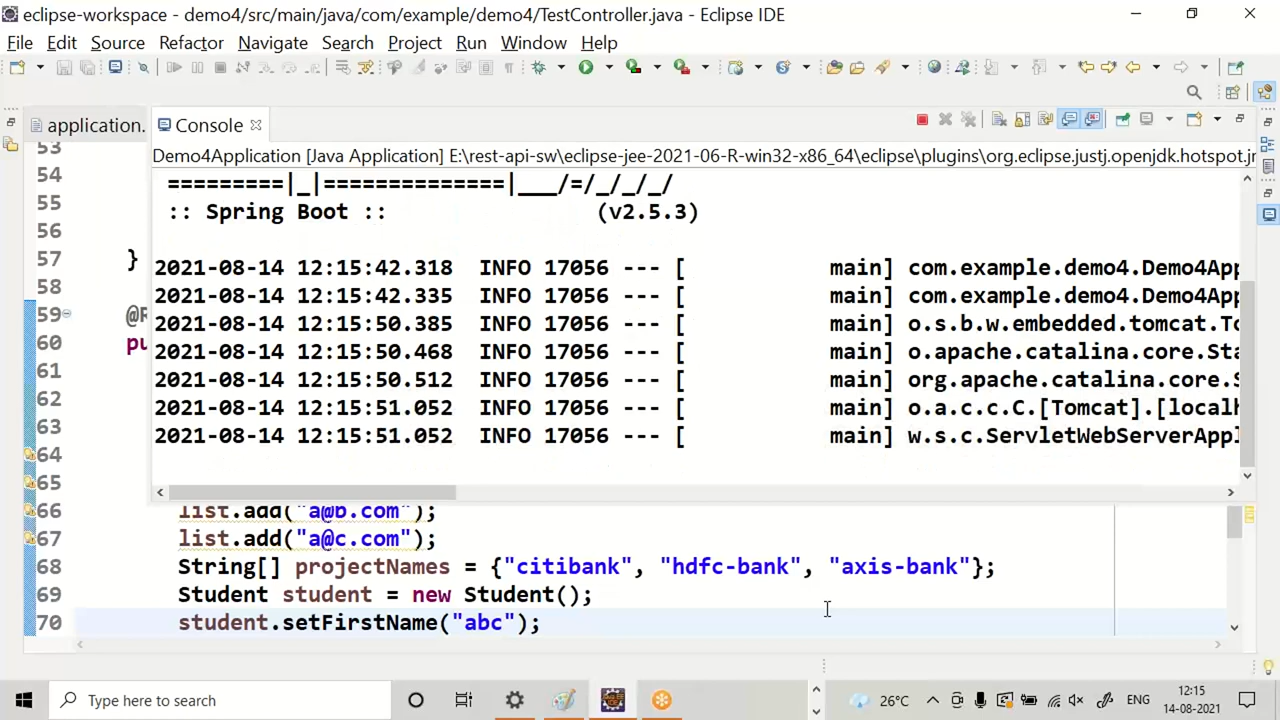 eclipse-workspace - demo4/src/main/java/com/example/demo4/TestController.java - Eclipse IDE
File Edit Source Refactor Navigate Search Project Run Window Help
application.
Console
Demo4Application [Java Application] E:\rest-api-sw\eclipse-jee-2021-06-R-win32-x86_64\eclipse\plugins\org.eclipse.justj.openjdk.hotspot.jr
53
54 =========|_|==============|___/=/_/_/_/
55 :: Spring Boot :: (v2.5.3)
56
57 } 2021-08-14 12:15:42.318 INFO 17056 --- [ main] com.example.demo4.Demo4App
58 2021-08-14 12:15:42.335 INFO 17056 --- [ main] com.example.demo4.Demo4App
59 @R 2021-08-14 12:15:50.385 INFO 17056 --- [ main] o.s.b.w.embedded.tomcat.To
60 pu 2021-08-14 12:15:50.468 INFO 17056 --- [ main] o.apache.catalina.core.Sta
61 2021-08-14 12:15:50.512 INFO 17056 --- [ main] org.apache.catalina.core.S
62 2021-08-14 12:15:51.052 INFO 17056 --- [ main] o.a.c.c.C.[Tomcat].[localh
63 2021-08-14 12:15:51.052 INFO 17056 --- [ main] w.s.c.ServletWebServerAppl
64
65
66 list.add("a@b.com");
67 list.add("a@c.com");
68 String[] projectNames = {"citibank", "hdfc-bank", "axis-bank"};
69 Student student = new Student();
70 student.setFirstName("abc");
Type here to search
26°C
ENG
12:15
14-08-2021